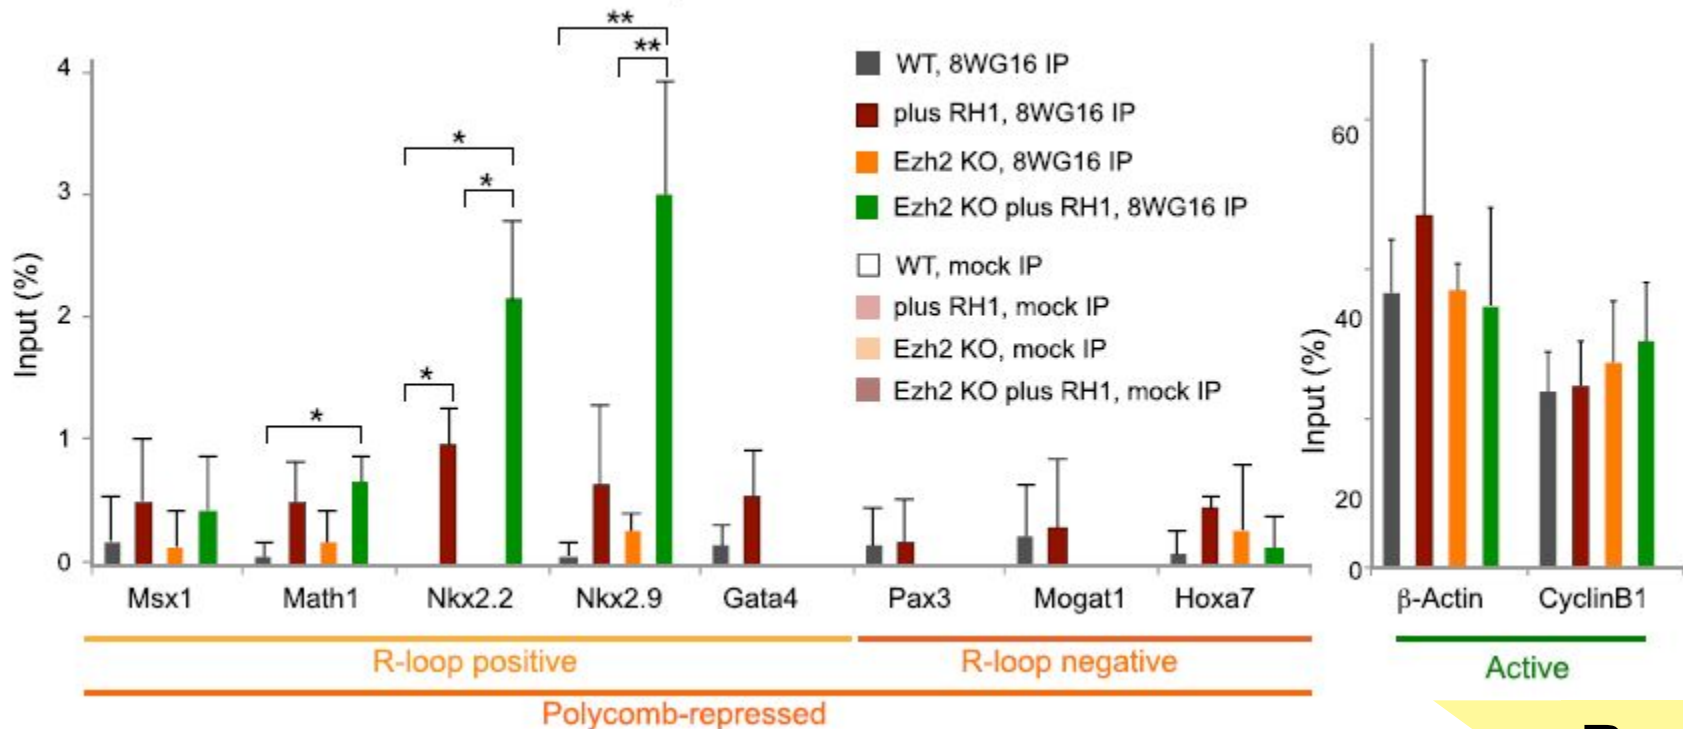 **
**
4
*
*
3
Input (%)
2
*
*
1
0
Msx1 Math1 Nkx2.2 Nkx2.9 Gata4 Pax3 Mogat1 Hoxa7
R-loop positive R-loop negative
Polycomb-repressed
WT, 8WG16 IP
plus RH1, 8WG16 IP
Ezh2 KO, 8WG16 IP
Ezh2 KO plus RH1, 8WG16 IP
WT, mock IP
plus RH1, mock IP
Ezh2 KO, mock IP
Ezh2 KO plus RH1, mock IP
60
40
Input (%)
20
0
β-Actin CyclinB1
Active